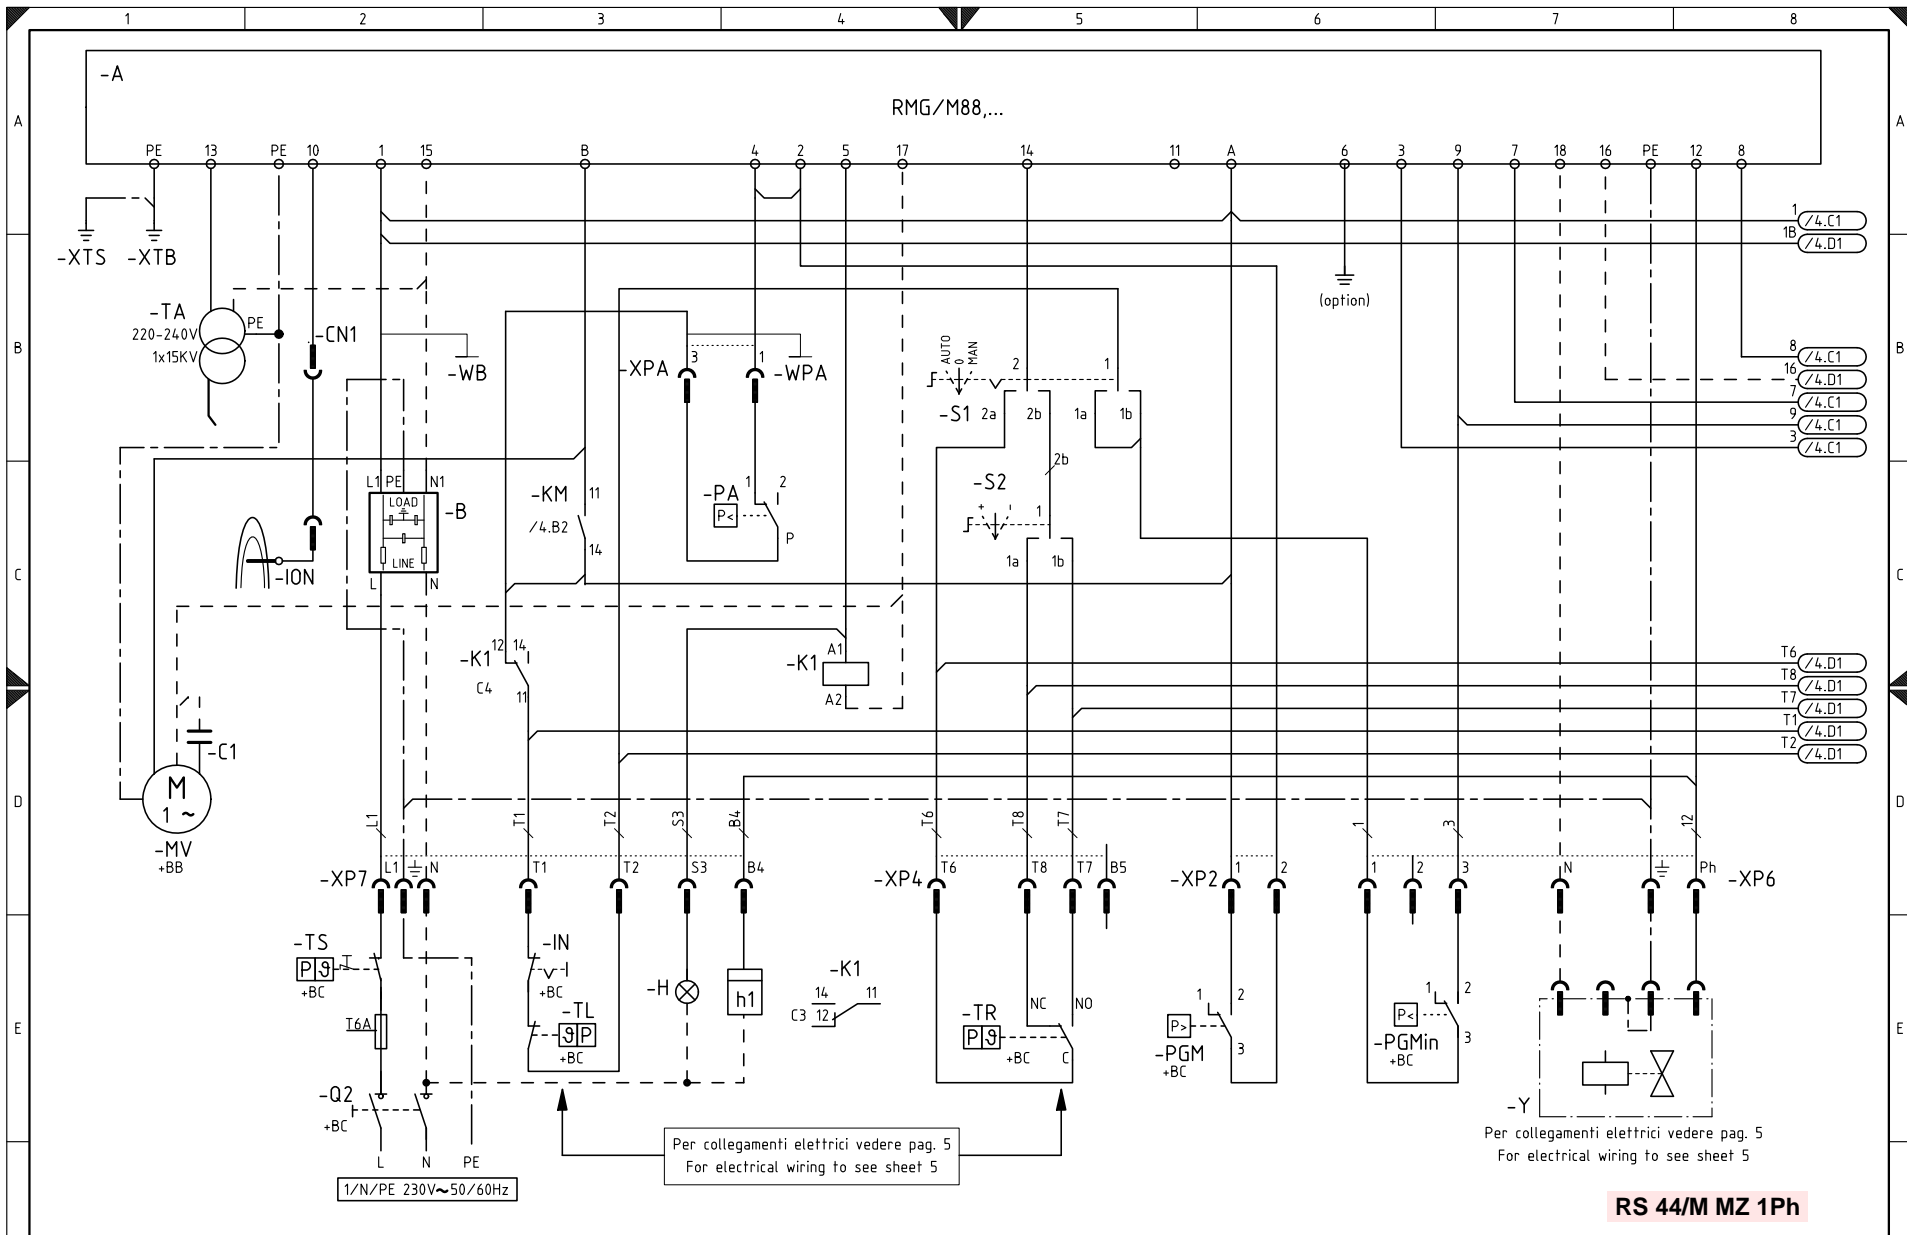 1 2 3 4 5 6 7 8
A A
B B
C C
D D
E E
-A
RMG/M88,...
PE 13 PE 10 1 15 B 4 2 5 17 14 11 A 6 3 9 7 18 16 PE 12 8
1 /4.C1
1B /4.D1
-XTS -XTB
(option)
-TA
220-240V
1x15KV
PE
-CN1
-WB
-XPA 3 1 -WPA
AUTO 0 MAN
2 1
-S1 2a 2b 1a 1b
8 /4.C1
16 /4.D1
7 /4.C1
9 /4.C1
3 /4.C1
2b
L1 PE N1
LOAD
-B
LINE
L N
-KM 11
/4.B2
14
-PA 1 2
P<
P
-S2
+ -
1
1a 1b
-ION
-K1 12 14
C4
11
-K1 A1
A2
T6 /4.D1
T8 /4.D1
T7 /4.D1
T1 /4.D1
T2 /4.D1
-C1
M
1 ~
-MV
+BB
L1 T1 T2 S3 B4 T6 T8 T7 1 3 12
-XP7 L1 N T1 T2 S3 B4
-XP4 T6 T8 T7 B5
-XP2 1 2
1 2 3 N Ph -XP6
-TS
P ϑ T
+BC
T6A
-Q2
+BC
-IN
+BC
-TL
ϑ P
+BC
-H
h1
-K1
14 11
C3 12
-TR
P ϑ
+BC
NC NO
C
1 2
P>
-PGM
+BC
3
1 2
P<
-PGMin
+BC
3
-Y
Per collegamenti elettrici vedere pag. 5
For electrical wiring to see sheet 5
Per collegamenti elettrici vedere pag. 5
For electrical wiring to see sheet 5
L N PE
1/N/PE 230V~50/60Hz
RS 44/M MZ 1Ph